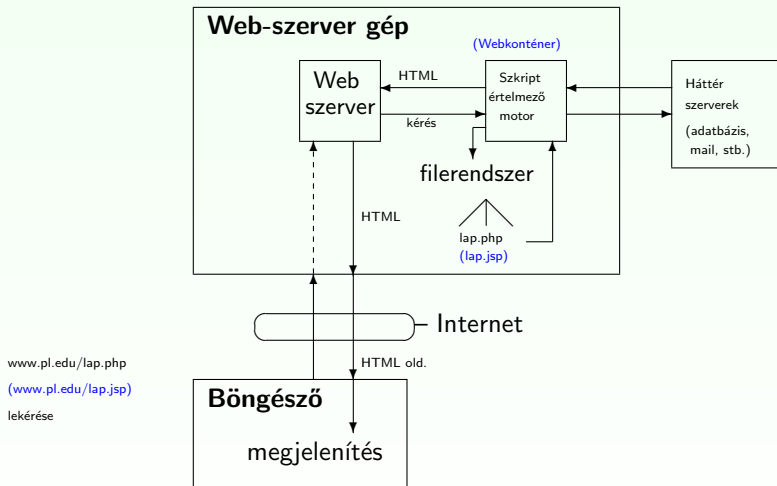 Web-szerver gép
(Webkonténer)
Web
szerver
HTML
kérés
Szkript
értelmező
motor
Háttér
szerverek
(adatbázis,
mail, stb.)
filerendszer
HTML
lap.php
(lap.jsp)
Internet
www.pl.edu/lap.php
(www.pl.edu/lap.jsp)
lekérése
HTML old.
Böngésző
megjelenítés